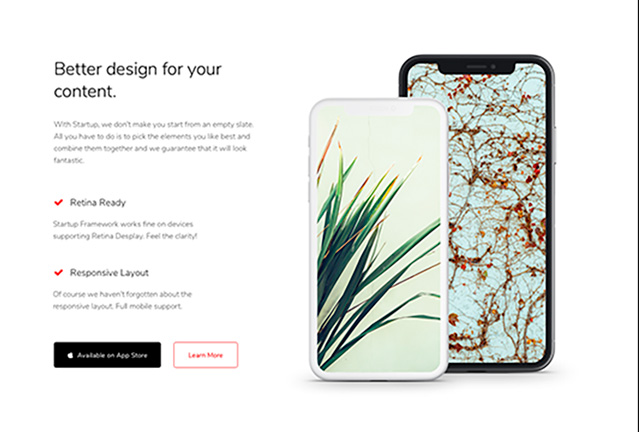 Better design for your
content.
With Startup, we don't make you start from an empty slate.
All you have to do is to pick the elements you like best and
combine them together and we guarantee that it will look
fantastic.
Retina Ready
Startup Framework works fine on devices
supporting Retina Desplay. Feel the clarity!
Responsive Layout
Of course we haven't forgotten about the
responsive layout. Full mobile support.
Available on App Store
Learn More